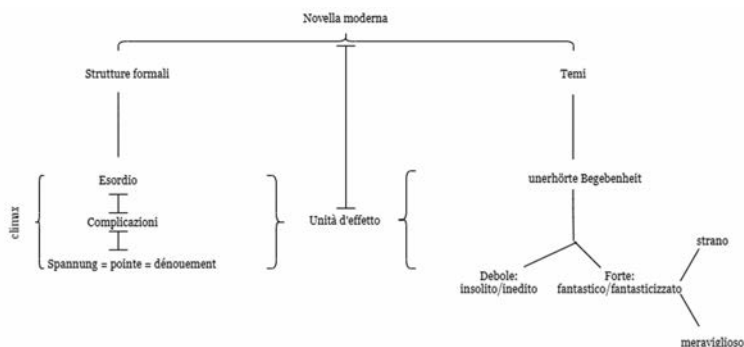 Novella moderna
Strutture formali
Temi
Esordio
unerhörte Begebenheit
climax
Complicazioni
Unità d'effetto
Spannung = pointe = dénouement
strano
Debole:
insolito/inedito
Forte:
fantastico/fantasticizzato
meraviglioso